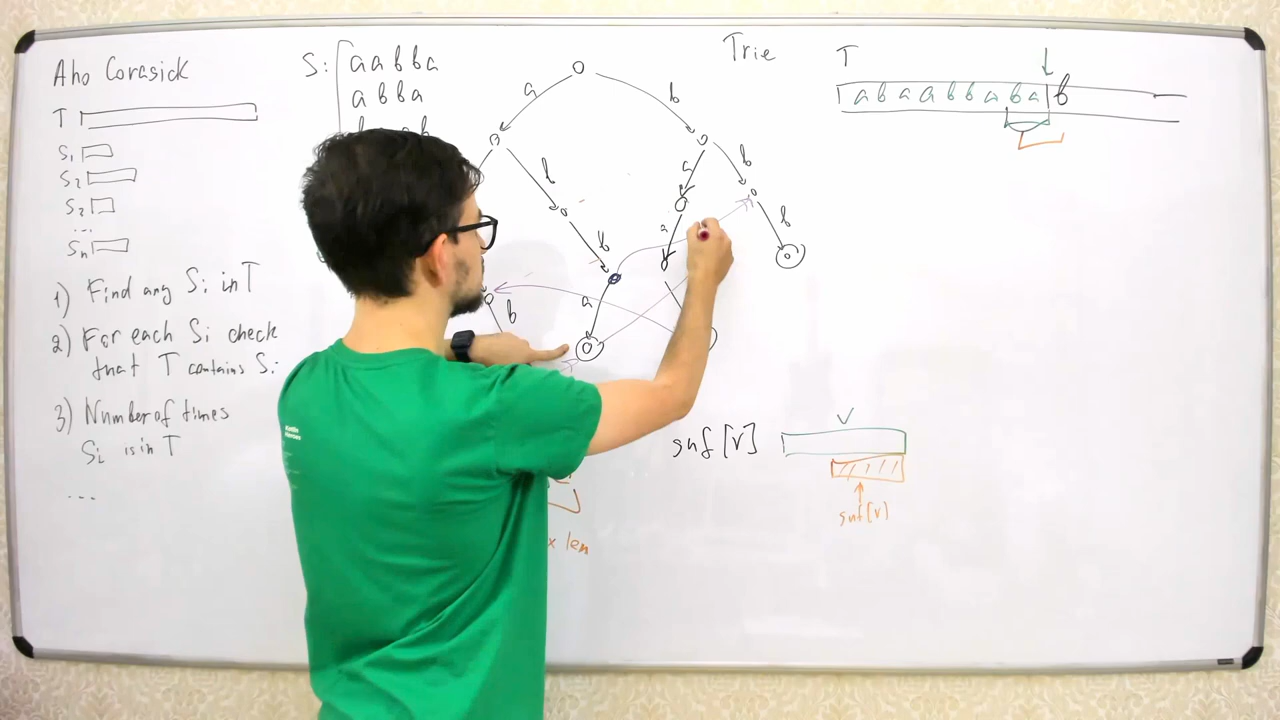 Aho Corasick
T
S1
S2
S2
...
Sn
1) Find any Si in T
2) For each Si check
that T contains Si
3) Number of times
Si is in T
...
S: aabba
abba
Trie
a
b
b
a
b
b
a
b
a
b
T
abaabbaba b
suf[v]
v
suf[v]
x len